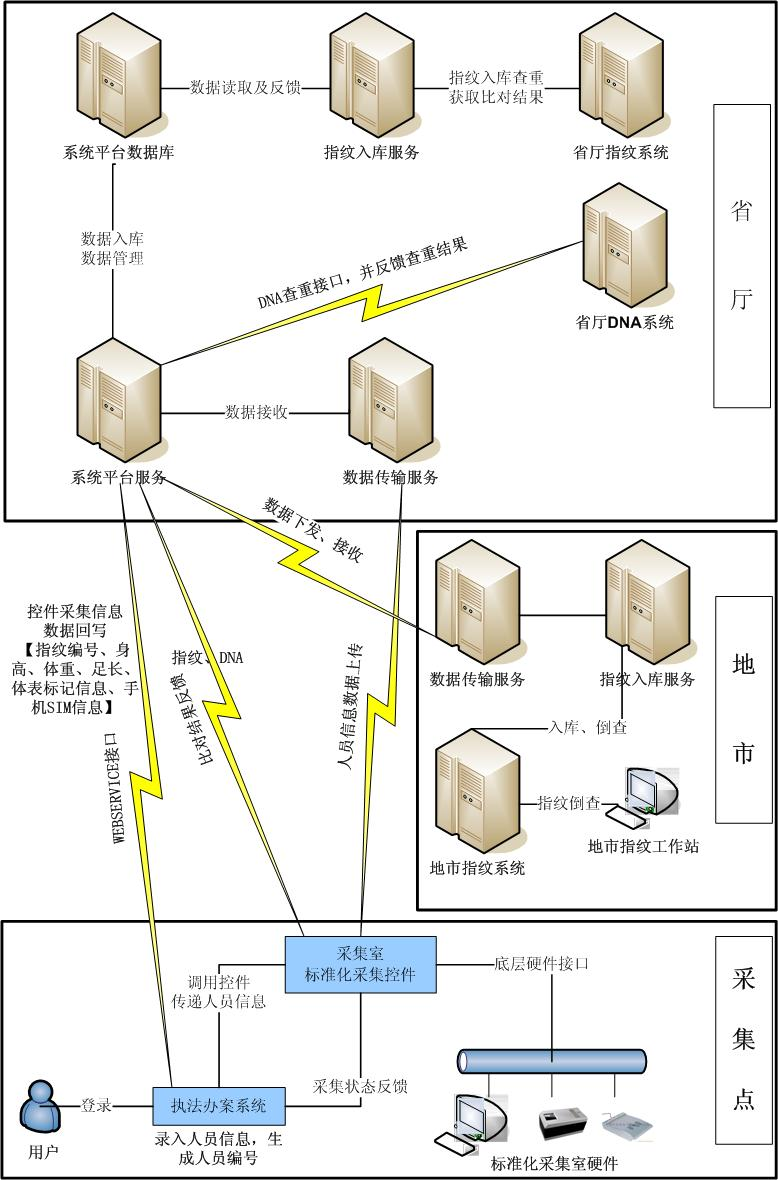 数据读取及反馈
指纹入库查重
获取比对结果
系统平台数据库
指纹入库服务
省厅指纹系统
省
厅
数据入库
数据管理
DNA查重接口，并反馈查重结果
省厅DNA系统
数据接收
系统平台服务
数据传输服务
数据下发、接收
控件采集信息
数据回写
【指纹编号、身
高、体重、足长、
体表标记信息、手
机SIM信息】
WEBSERVICE接口
指纹、DNA
比对结果反馈
人员信息数据上传
数据传输服务
指纹入库服务
地
市
入库、倒查
指纹倒查
地市指纹系统
地市指纹工作站
采集室
标准化采集控件
调用控件
传递人员信息
底层硬件接口
采
集
点
采集状态反馈
登录
执法办案系统
用户
录入人员信息，生
成人员编号
标准化采集室硬件